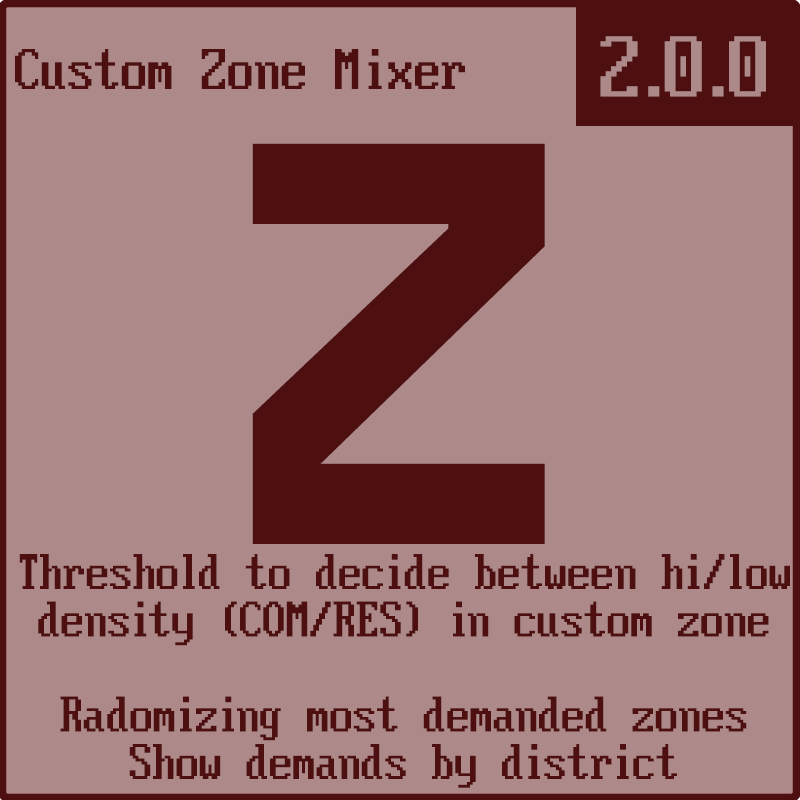 Custom Zone Mixer
2.0.0
Z
Threshold to decide between hi/low
density (COM/RES) in custom zone
Radomizing most demanded zones
Show demands by district